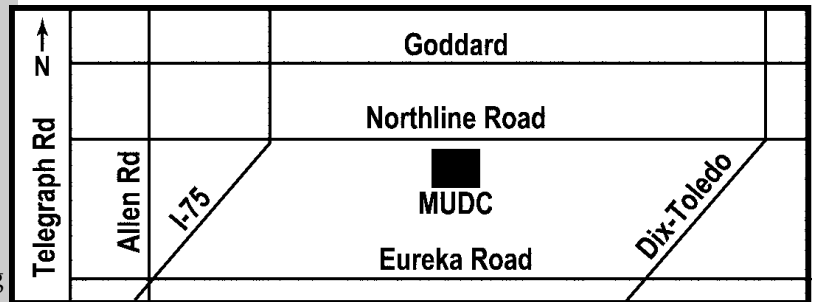 Goddard
N
Northline Road
Telegraph Rd
Allen Rd
I-75
MUDC
Dix-Toledo
Eureka Road
g